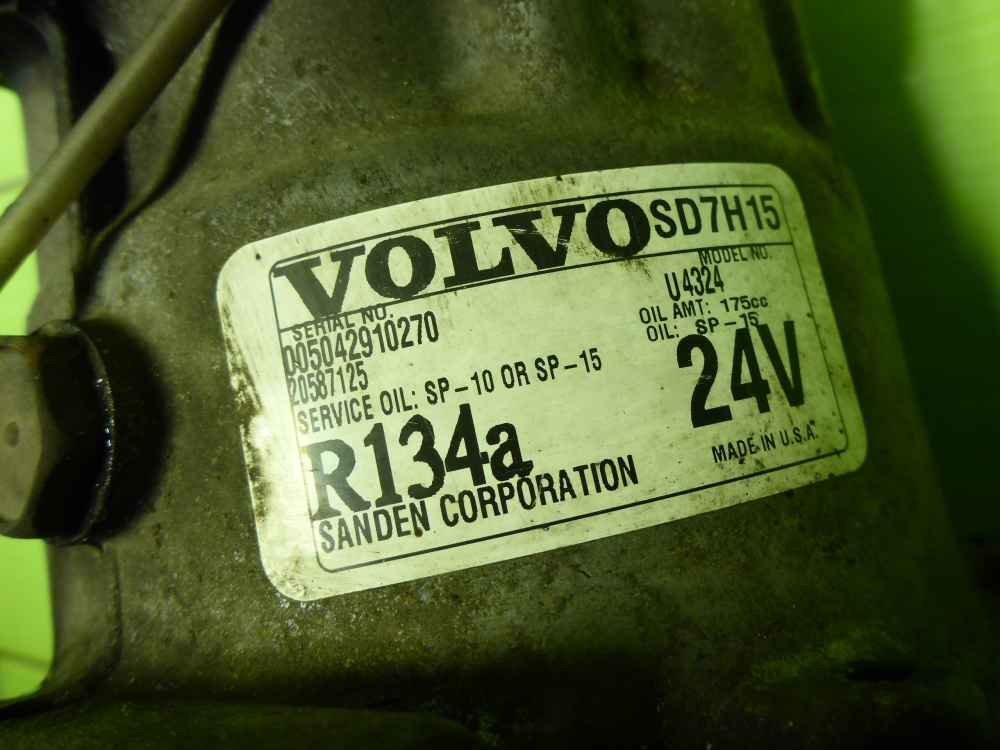 VOLVO SD7H15
MODEL NO.
SERIAL NO. U4324
005042910270 OIL AMT: 175cc
20587125 OIL: SP-15
SERVICE OIL: SP-10 OR SP-15 24V
R134a MADE IN U.S.A.
SANDEN CORPORATION